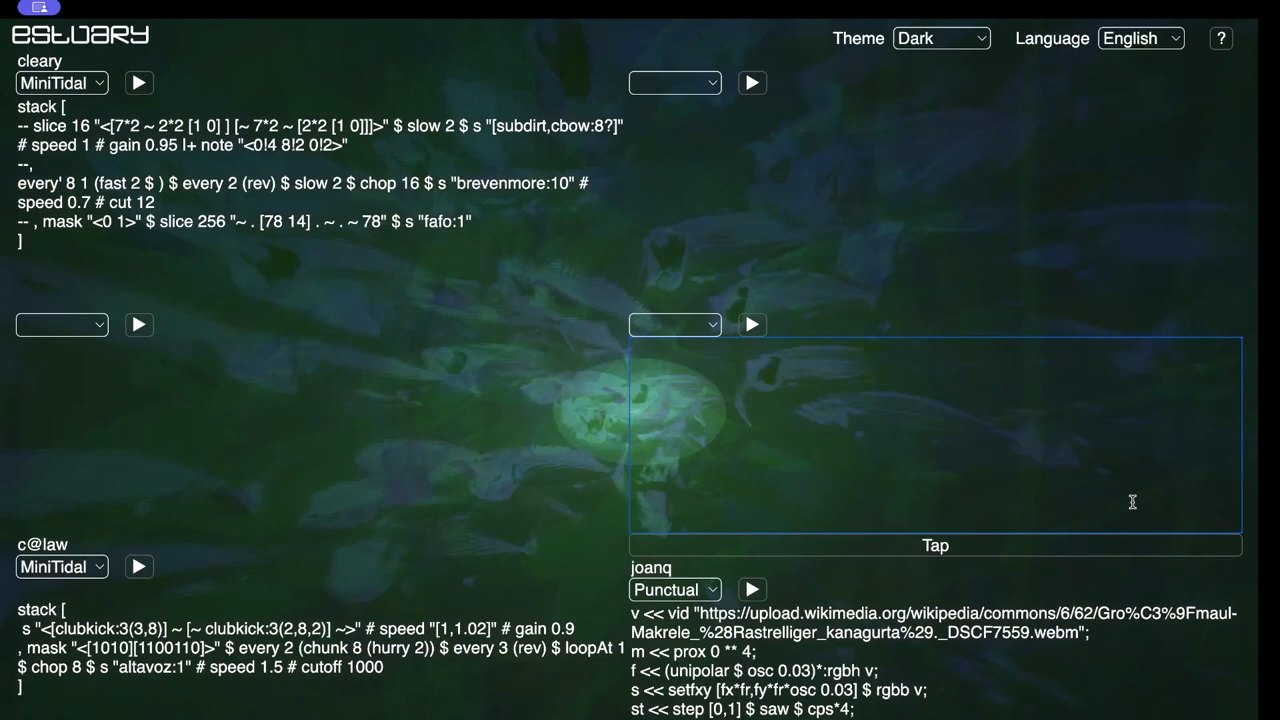 estuary
Theme Dark Language English ?
cleary
MiniTidal
stack [
-- slice 16 "<[7*2 ~ 2*2 [1 0] ] [~ 7*2 ~ [2*2 [1 0]]]>" $ slow 2 $ s "[subdirt,cbow:8?]"
# speed 1 # gain 0.95 |+ note "<0!4 8!2 0!2>"
--,
every' 8 1 (fast 2 $ ) $ every 2 (rev) $ slow 2 $ chop 16 $ s "brevenmore:10" #
speed 0.7 # cut 12
-- , mask "<0 1>" $ slice 256 "~ . [78 14] . ~ . ~ 78" $ s "fafo:1"
]
c@law
MiniTidal
stack [
s "<[clubkick:3(3,8)] ~ [~ clubkick:3(2,8,2)] ~>" # speed "[1,1.02]" # gain 0.9
, mask "<[1010][1100110]>" $ every 2 (chunk 8 (hurry 2)) $ every 3 (rev) $ loopAt 1
$ chop 8 $ s "altavoz:1" # speed 1.5 # cutoff 1000
]
Tap
joanq
Punctual
v << vid "https://upload.wikimedia.org/wikipedia/commons/6/62/Gro%C3%9Fmaul-
Makrele_%28Rastrelliger_kanagurta%29._DSCF7559.webm";
m << prox 0 ** 4;
f << (unipolar $ osc 0.03)*:rgbh v;
s << setfxy [fx*fr,fy*fr*osc 0.03] $ rgbb v;
st << step [0,1] $ saw $ cps*4;